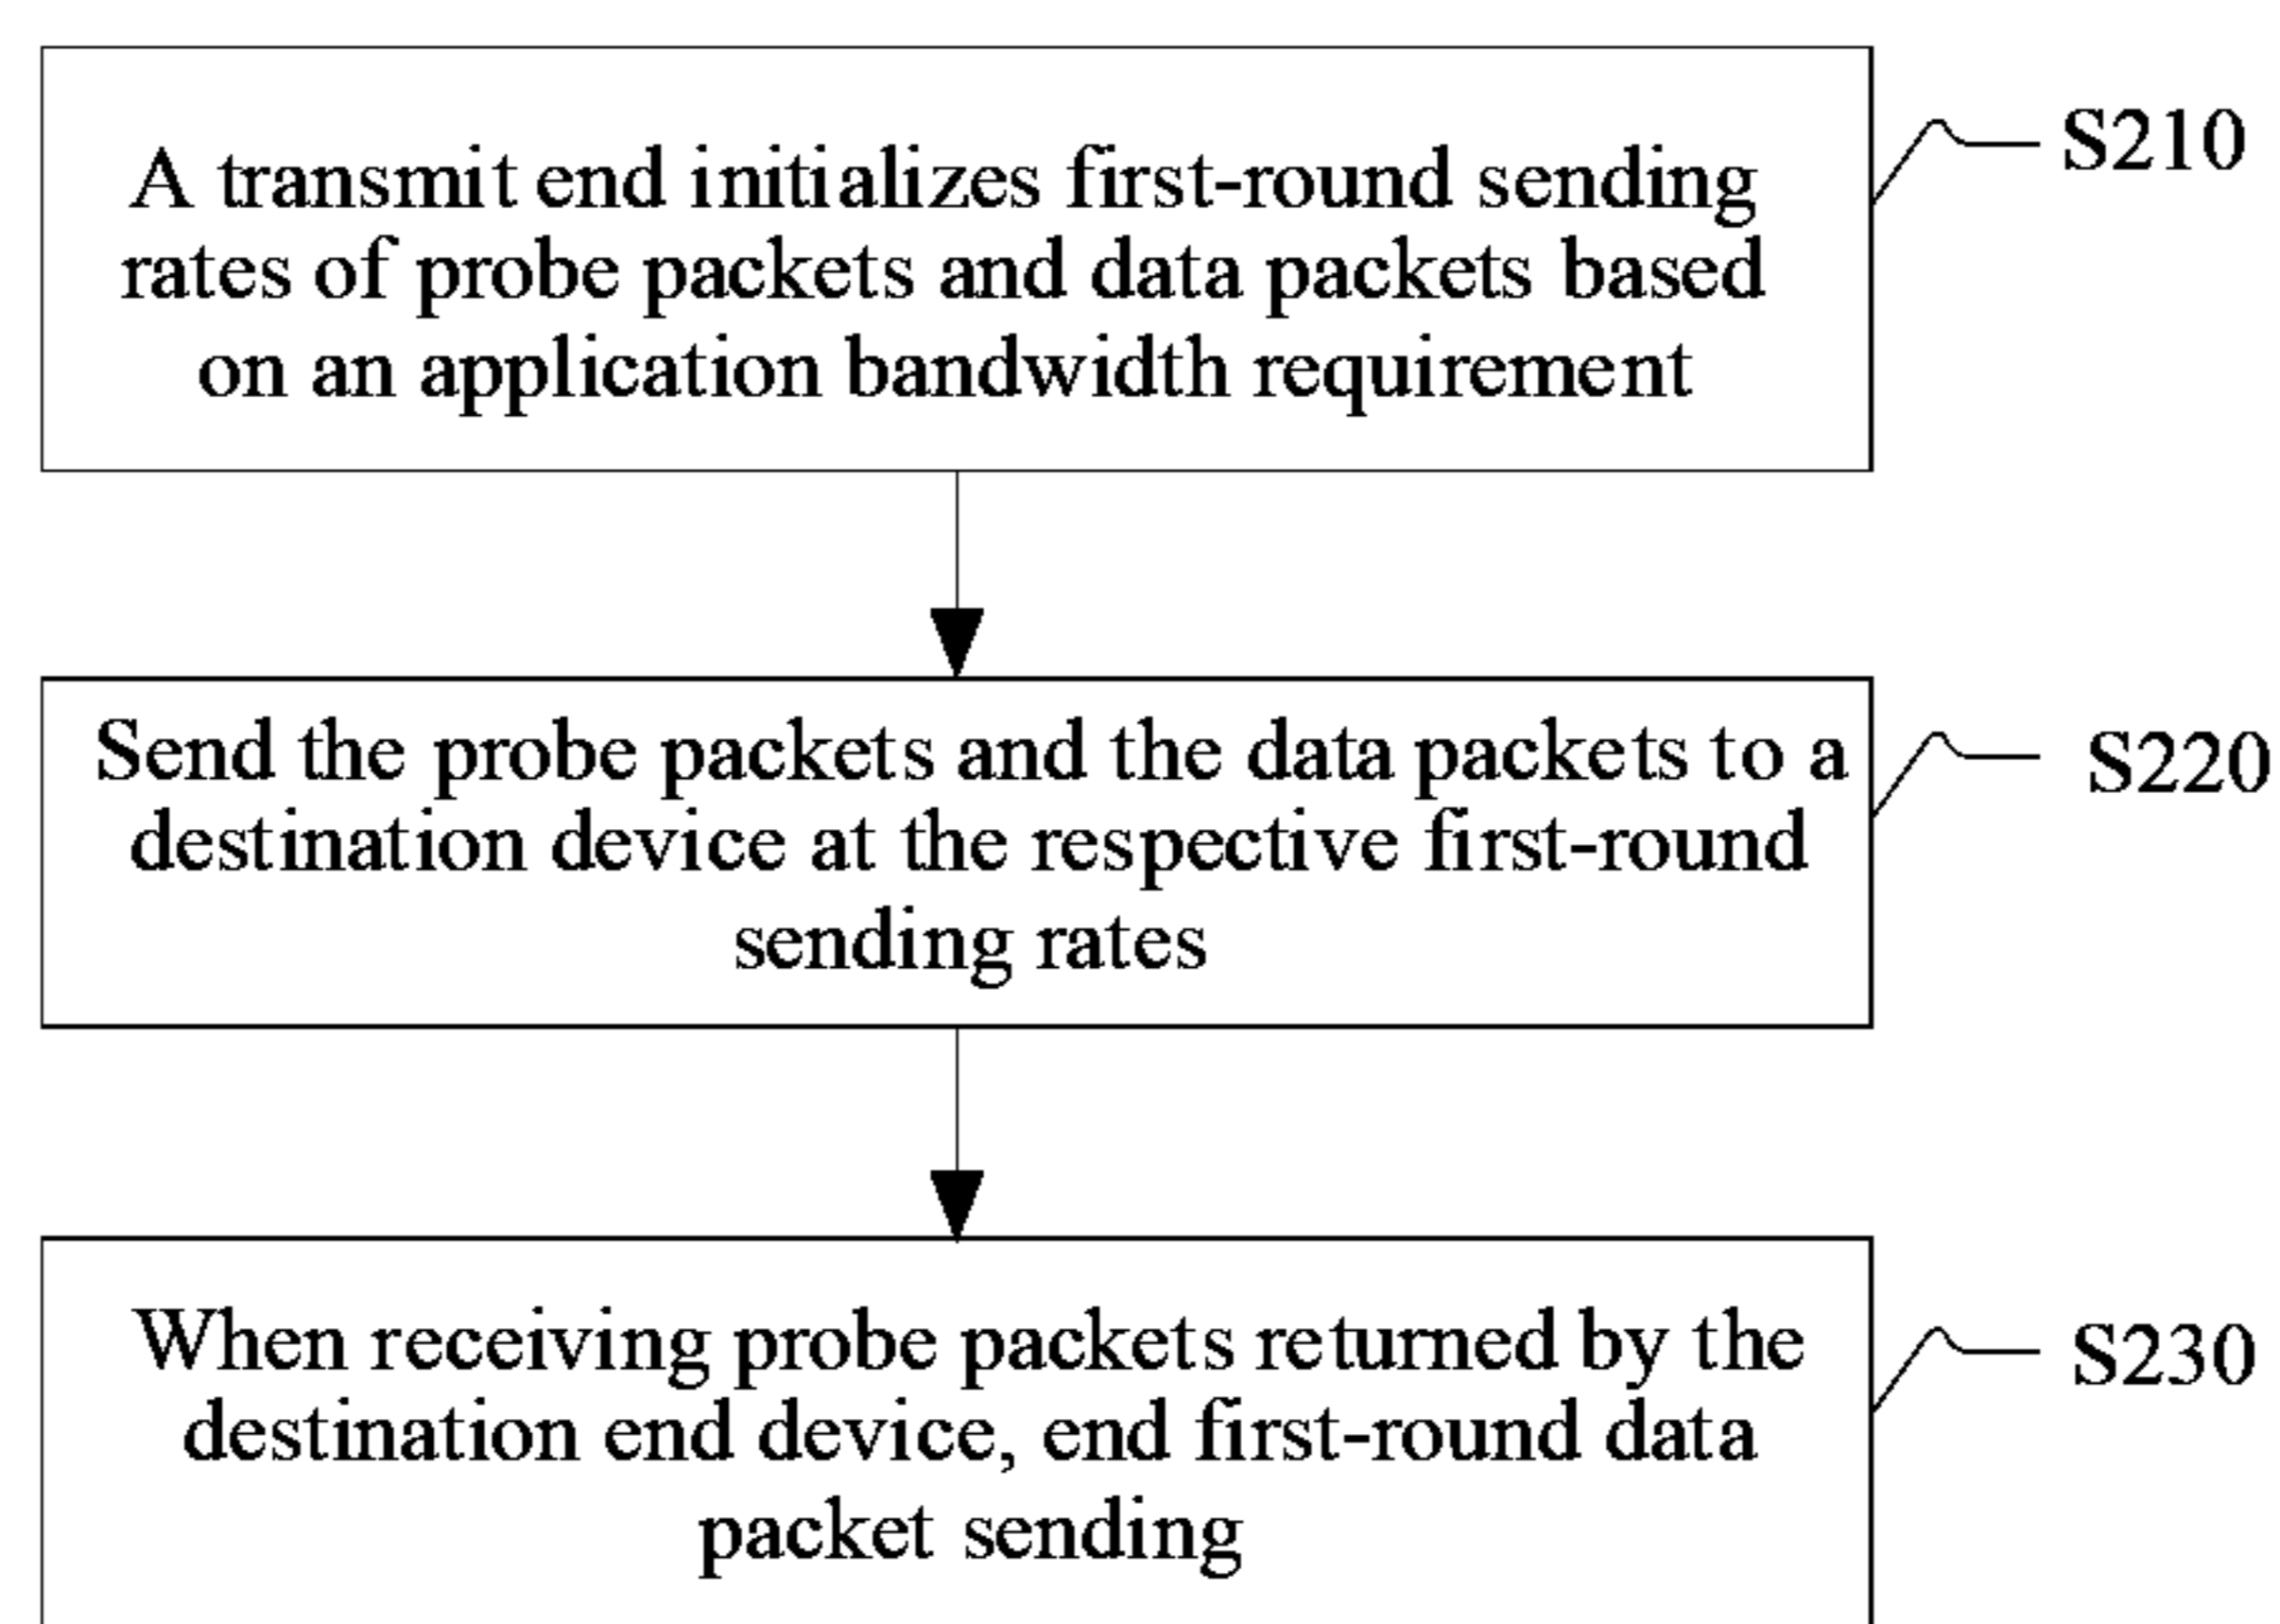 A transmit end initializes first-round sending
rates of probe packets and data packets based
on an application bandwidth requirement
S210
Send the probe packets and the data packets to a
destination device at the respective first-round
sending rates
S220
When receiving probe packets returned by the
destination end device, end first-round data
packet sending
S230